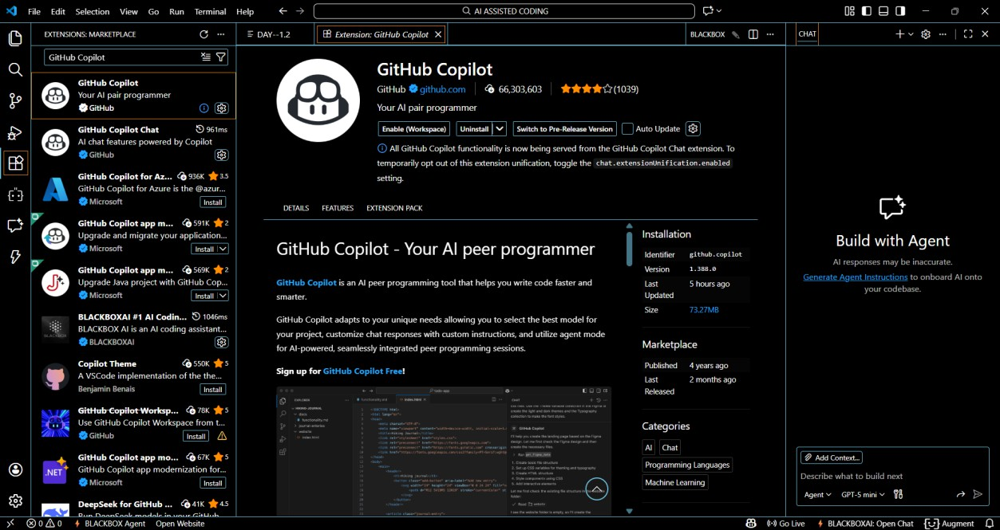 File Edit Selection View Go Run Terminal Help
AI ASSISTED CODING
EXTENSIONS: MARKETPLACE
GitHub Copilot
GitHub Copilot
Your AI pair programmer
GitHub
GitHub Copilot Chat 961ms
AI chat features powered by Copilot
GitHub
GitHub Copilot for Az... 936K 3.5
GitHub Copilot for Azure is the @azur...
Microsoft Install
GitHub Copilot app m... 591K 2
Upgrade and migrate your application...
Microsoft Install
GitHub Copilot app m... 569K 2
Upgrade Java project with GitHub Cop...
Microsoft Install
BLACKBOXAI #1 AI Codin... 1046ms
BLACKBOX AI is an AI coding assistant...
BLACKBOXAI
Copilot Theme 550K 5
A VSCode implementation of the the...
Benjamin Benais Install
GitHub Copilot Worksp... 78K 5
Use GitHub Copilot Workspace from t...
GitHub Install
GitHub Copilot app mo... 67K 5
GitHub Copilot app modernization for...
Microsoft Install
.NET
DeepSeek for GitHub ... 41K 4.5
Run DeepSeek models in your GitHub
DAY--1.2
Extension: GitHub Copilot
BLACKBOX
GitHub Copilot
GitHub github.com 66,303,603 (1039)
Your AI pair programmer
Enable (Workspace) Uninstall Switch to Pre-Release Version Auto Update
All GitHub Copilot functionality is now being served from the GitHub Copilot Chat extension. To
temporarily opt out of this extension unification, toggle the chat.extensionUnification.enabled
setting.
DETAILS FEATURES EXTENSION PACK
GitHub Copilot - Your AI peer programmer
GitHub Copilot is an AI peer programming tool that helps you write code faster and
smarter.
GitHub Copilot adapts to your unique needs allowing you to select the best model for
your project, customize chat responses with custom instructions, and utilize agent mode
for AI-powered, seamlessly integrated peer programming sessions.
Sign up for GitHub Copilot Free!
Installation
Identifier github.copilot
Version 1.388.0
Last 5 hours ago
Updated
Size 73.27MB
Marketplace
Published 4 years ago
Last 2 months ago
Released
Categories
AI Chat
Programming Languages
Machine Learning
CHAT
Build with Agent
AI responses may be inaccurate.
Generate Agent Instructions to onboard AI onto
your codebase.
Add Context...
Describe what to build next
Agent GPT-5 mini
0 0 BLACKBOX Agent Open Website
Go Live BLACKBOXAI: Open Chat Augment